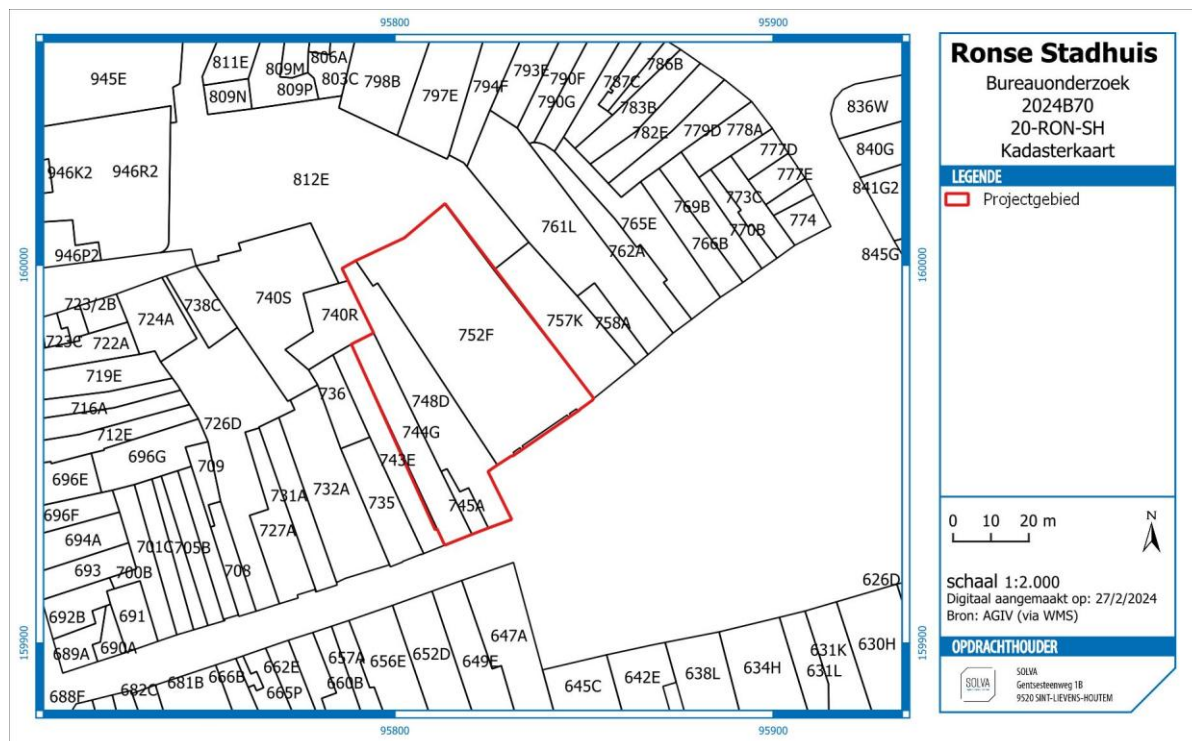 95800
95900
945E
811E
809M
806A
803C
809N
809P
798B
797E
794F
793E
790F
790G
787C
786B
783B
782E
779D
778A
777D
777E
774
773C
770B
769B
766B
765E
762A
761L
836W
840G
841G2
845G
946K2
946R2
946P2
812E
160000
160000
723/2B
723C
722A
724A
738C
740S
740R
752F
757K
758A
719E
716A
712E
726D
736
748D
744G
743E
745A
696G
696E
696F
694A
693
709
731A
732A
735
727A
701C
705B
708
700B
692B
691
690A
689A
688F
682C
681B
666B
662E
665P
657A
660B
656E
652D
649E
647A
645C
642E
638L
634H
631K
631L
630H
626D
159900
159900
95800
95900
Ronse Stadhuis
Bureauonderzoek
2024B70
20-RON-SH
Kadasterkaart
LEGENDE
Projectgebied
0 10 20 m
N
schaal 1:2.000
Digitaal aangemaakt op: 27/2/2024
Bron: AGIV (via WMS)
OPDRACHTHOUDER
SOLVA
SOLVA
Gentsesteenweg 1B
9520 SINT-LIEVENS-HOUTEM